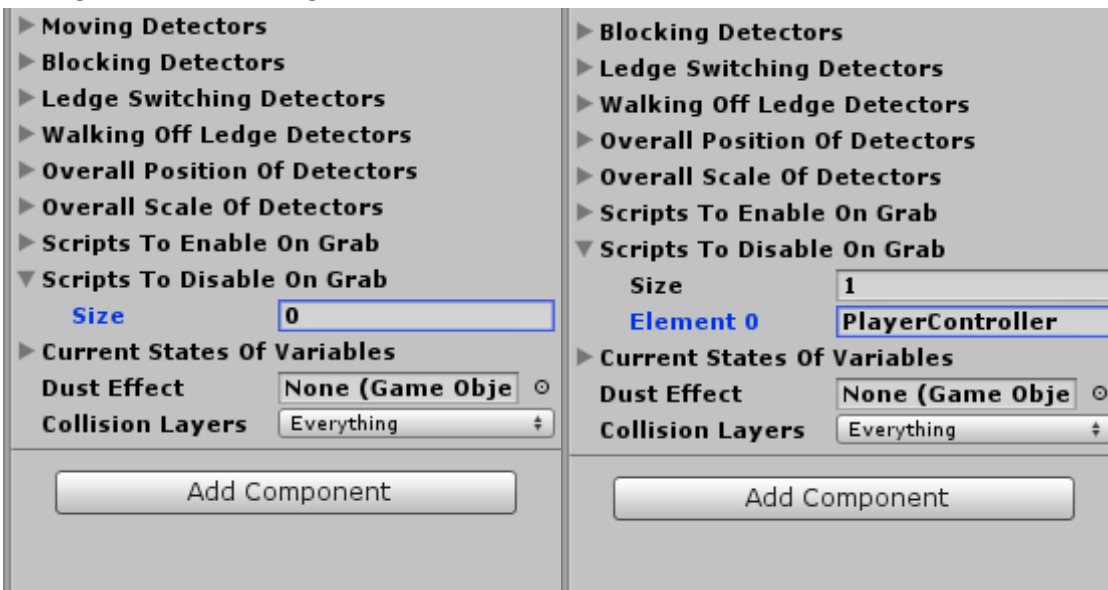 Moving Detectors
Blocking Detectors
Ledge Switching Detectors
Walking Off Ledge Detectors
Overall Position Of Detectors
Overall Scale Of Detectors
Scripts To Enable On Grab
Scripts To Disable On Grab
Size 0
Current States Of Variables
Dust Effect None (Game Obje
Collision Layers Everything
Add Component
Blocking Detectors
Ledge Switching Detectors
Walking Off Ledge Detectors
Overall Position Of Detectors
Overall Scale Of Detectors
Scripts To Enable On Grab
Scripts To Disable On Grab
Size 1
Element 0 PlayerController
Current States Of Variables
Dust Effect None (Game Obje
Collision Layers Everything
Add Component